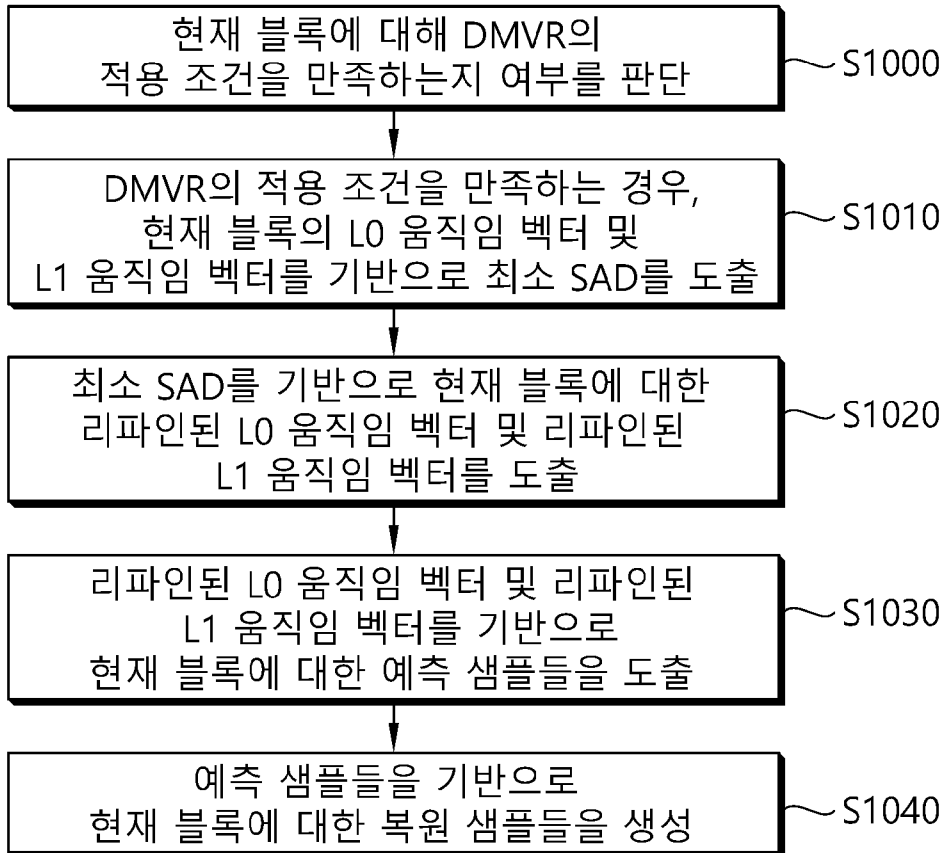 현재 블록에 대해 DMVR의
적용 조건을 만족하는지 여부를 판단
S1000
DMVR의 적용 조건을 만족하는 경우,
현재 블록의 L0 움직임 벡터 및
L1 움직임 벡터를 기반으로 최소 SAD를 도출
S1010
최소 SAD를 기반으로 현재 블록에 대한
리파인된 L0 움직임 벡터 및 리파인된
L1 움직임 벡터를 도출
S1020
리파인된 L0 움직임 벡터 및 리파인된
L1 움직임 벡터를 기반으로
현재 블록에 대한 예측 샘플들을 도출
S1030
예측 샘플들을 기반으로
현재 블록에 대한 복원 샘플들을 생성
S1040